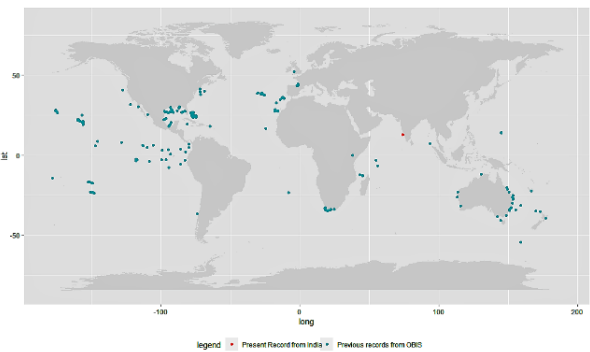 50
0
-50
lat
-100
0
100
200
long
legend Present Record from India Previous records from OBIS